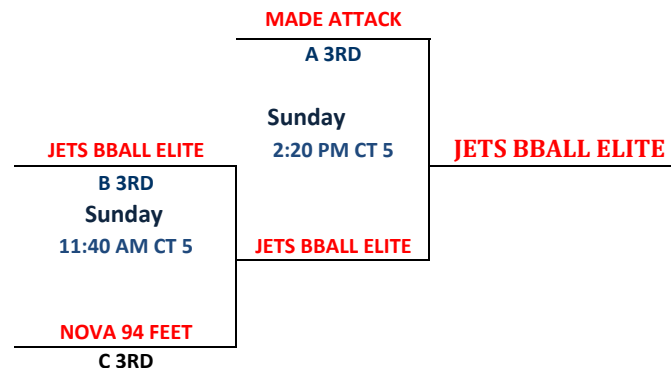 MADE ATTACK
A 3RD
Sunday
2:20 PM CT 5
JETS BBALL ELITE
JETS BBALL ELITE
B 3RD
Sunday
11:40 AM CT 5
JETS BBALL ELITE
NOVA 94 FEET
C 3RD